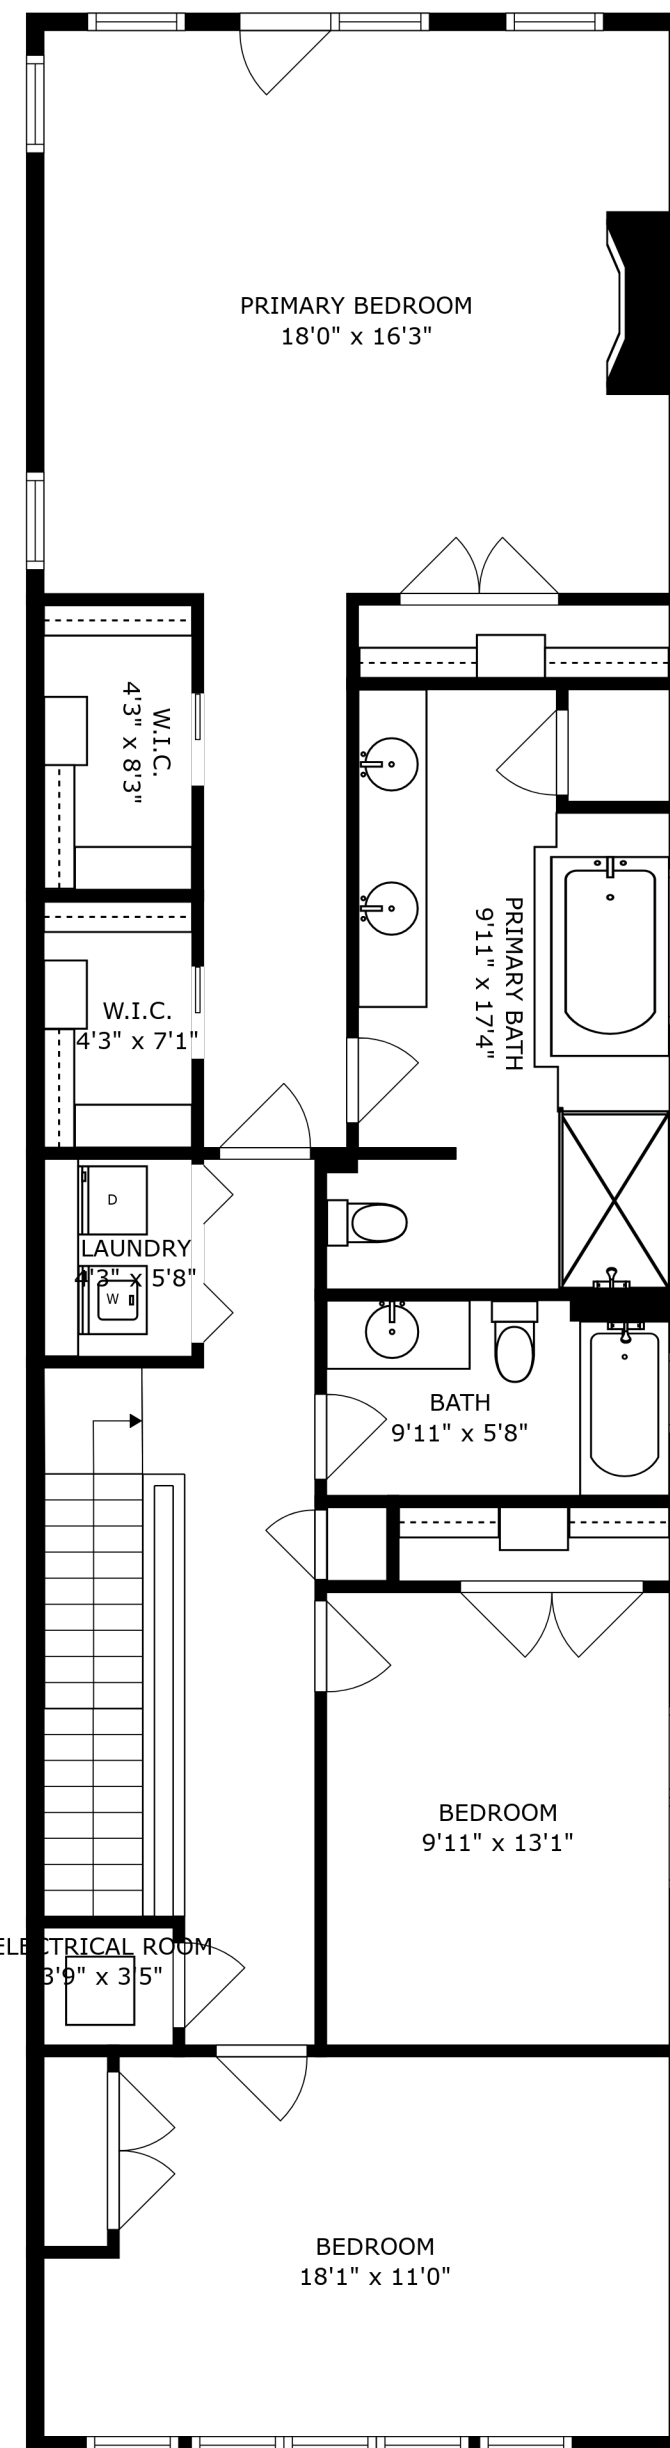 PRIMARY BEDROOM
18'0" x 16'3"
W.I.C.
4'3" x 8'3"
PRIMARY BATH
9'11" x 17'4"
W.I.C.
4'3" x 7'1"
D
LAUNDRY
4'3" x 5'8"
W
BATH
9'11" x 5'8"
BEDROOM
9'11" x 13'1"
ELECTRICAL ROOM
3'9" x 3'5"
BEDROOM
18'1" x 11'0"